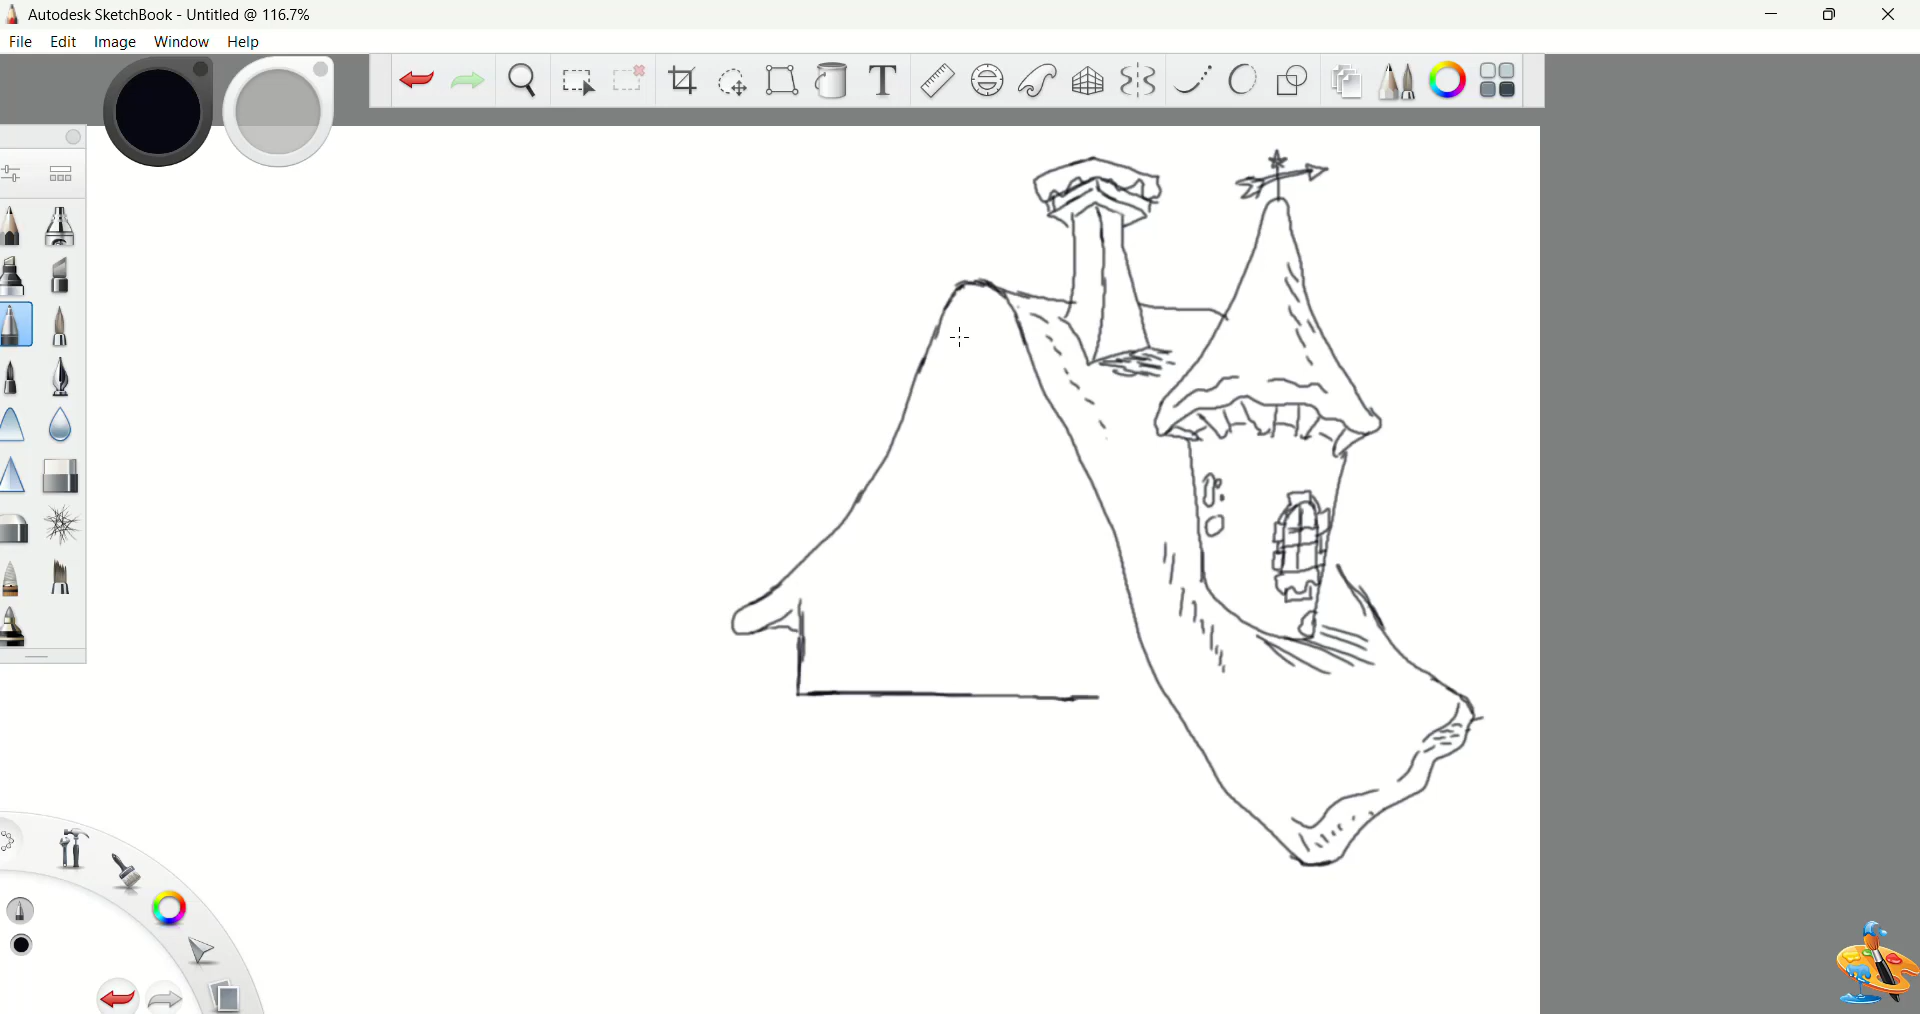 Autodesk SketchBook - Untitled @ 116.7%
File Edit Image Window Help
T